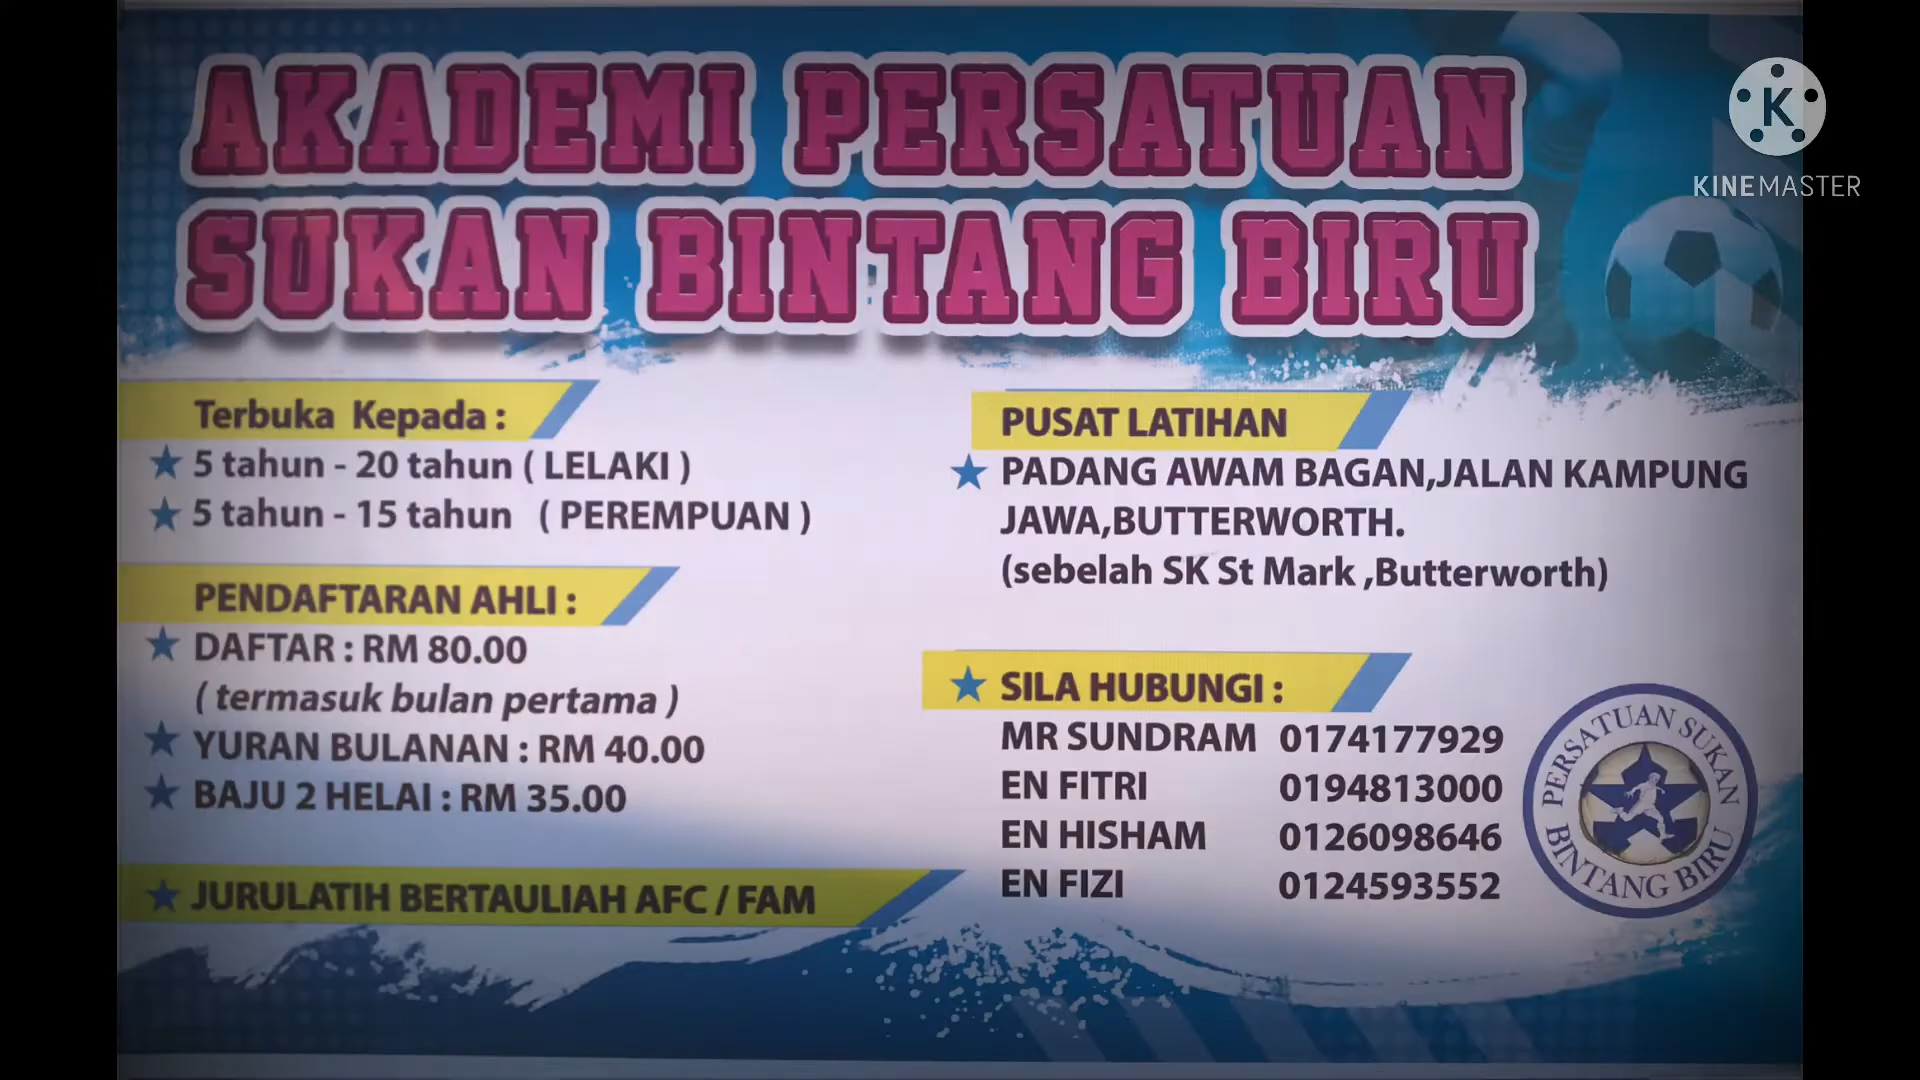 AKADEMI PERSATUAN
SUKAN BINTANG BIRU
K
KINEMASTER
Terbuka Kepada :
5 tahun - 20 tahun ( LELAKI )
5 tahun - 15 tahun ( PEREMPUAN )
PENDAFTARAN AHLI :
DAFTAR : RM 80.00
( termasuk bulan pertama )
YURAN BULANAN : RM 40.00
BAJU 2 HELAI : RM 35.00
JURULATIH BERTAULIAH AFC / FAM
PUSAT LATIHAN
PADANG AWAM BAGAN,JALAN KAMPUNG
JAWA,BUTTERWORTH.
(sebelah SK St Mark ,Butterworth)
SILA HUBUNGI :
MR SUNDRAM 0174177929
EN FITRI 0194813000
EN HISHAM 0126098646
EN FIZI 0124593552
PERSATUAN SUKAN
BINTANG BIRU